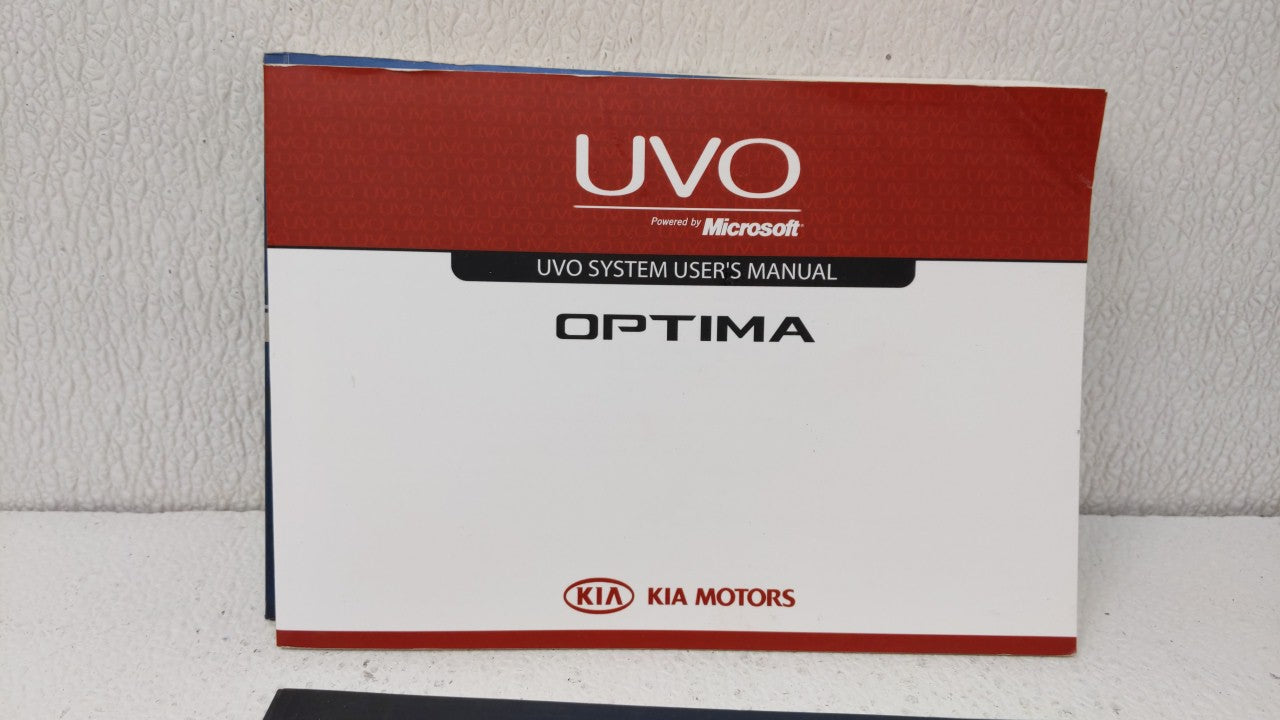 UVO
Powered by Microsoft
UVO SYSTEM USER'S MANUAL
OPTIMA
KIA KIA MOTORS